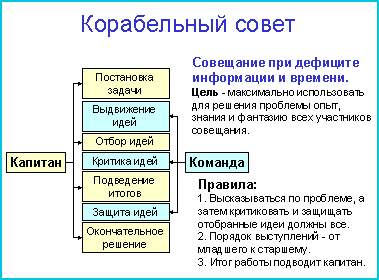 Корабельный совет
Совещание при дефиците
информации и времени.
Цель - максимально использовать
для решения проблемы опыт,
знания и фантазию всех участников
совещания.
Постановка
задачи
Выдвижение
идей
Отбор идей
Капитан
Критика идей
Команда
Подведение
итогов
Защита идей
Окончательное
решение
Правила:
1. Высказываться по проблеме, а
затем критиковать и защищать
отобранные идеи должны все.
2. Порядок выступлений - от
младшего к старшему.
3. Итог работы подводит капитан.